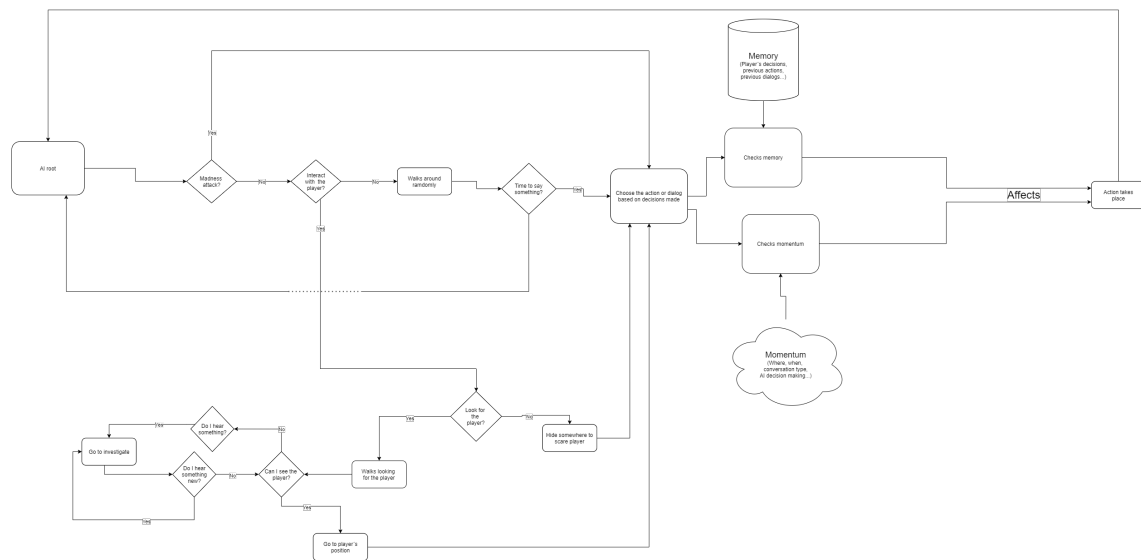 Memory
(Player's decisions,
previous actions,
previous dialogs...)
Yes
AI root
Madness
attack?
No
Interact
with the
player?
No
Walks around
ramdomly
Time to say
something?
Yes
Choose the action or dialog
based on decisions made
Checks memory
Affects
Action takes
place
Yes
Checks momentum
Momentum
(Where, when,
conversation type,
AI decision making...)
Look for
the
player?
Yes
No
Hide somewhere to
scare player
Do I hear
something?
Yes
No
Go to investigate
Do I hear
something
new?
No
Can I see the
player?
Walks looking
for the player
Yes
Yes
Go to player's
position